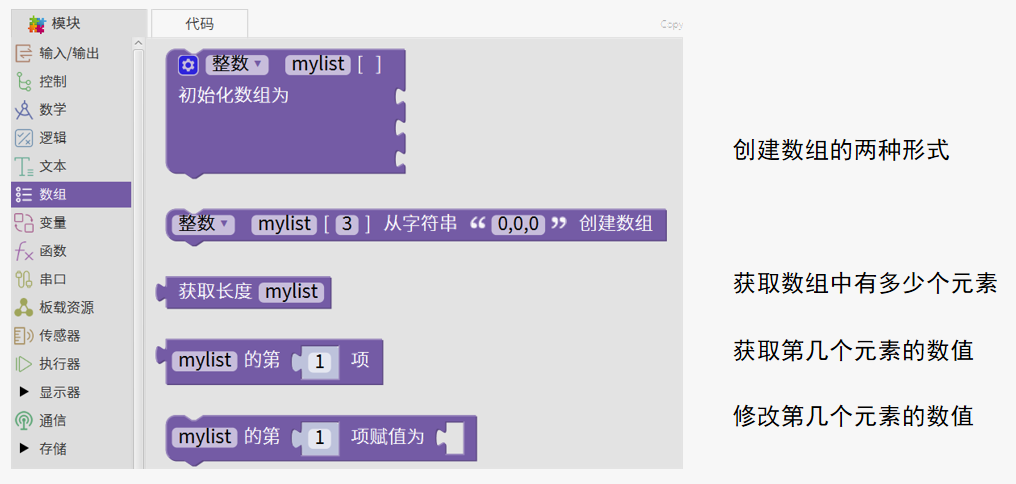 模块
代码
Copy
输入/输出
控制
数学
逻辑
文本
数组
变量
函数
串口
板载资源
传感器
执行器
显示器
通信
存储
整数 mylist [ ]
初始化数组为
整数 mylist [ 3 ] 从字符串 “ 0,0,0 ” 创建数组
获取长度 mylist
mylist 的第 1 项
mylist 的第 1 项赋值为
创建数组的两种形式
获取数组中有多少个元素
获取第几个元素的数值
修改第几个元素的数值